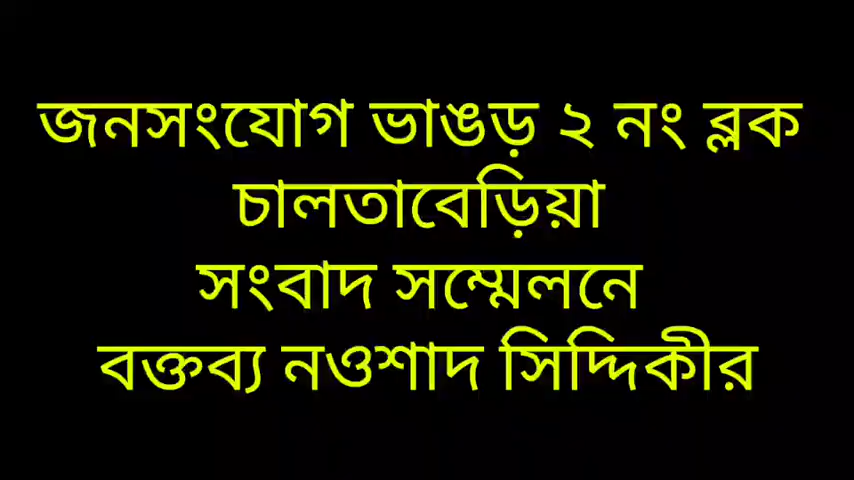 জনসংযোগ ভাঙড় ২ নং ব্লক
চালতাবেড়িয়া
সংবাদ সম্মেলনে
বক্তব্য নওশাদ সিদ্দিকীর